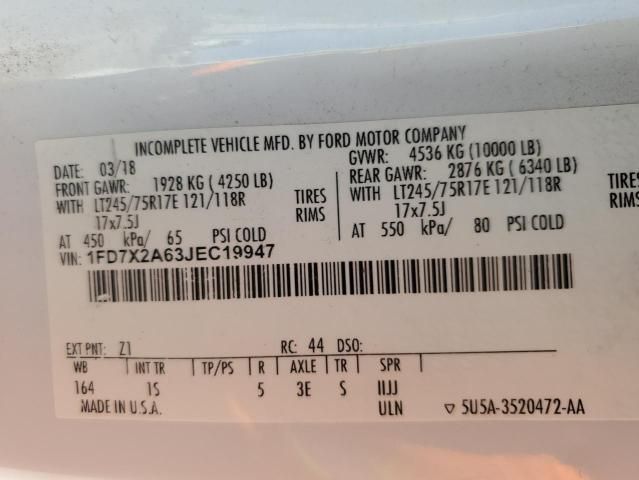 INCOMPLETE VEHICLE MFD. BY FORD MOTOR COMPANY
DATE: 03/18 GVWR: 4536 KG (10000 LB)
FRONT GAWR: 1928 KG ( 4250 LB) REAR GAWR: 2876 KG ( 6340 LB)
WITH LT245/75R17E 121/118R TIRES WITH LT245/75R17E 121/118R TIRES
17x7.5J RIMS 17x7.5J RIMS
AT 450 kPa/ 65 PSI COLD AT 550 kPa/ 80 PSI COLD
VIN: 1FD7X2A63JEC19947
EXT PNT: Z1 RC: 44 DSO:
WB INT TR TP/PS R AXLE TR SPR
164 1S 5 3E S IIJJ
MADE IN U.S.A. ULN ▽ 5U5A-3520472-AA